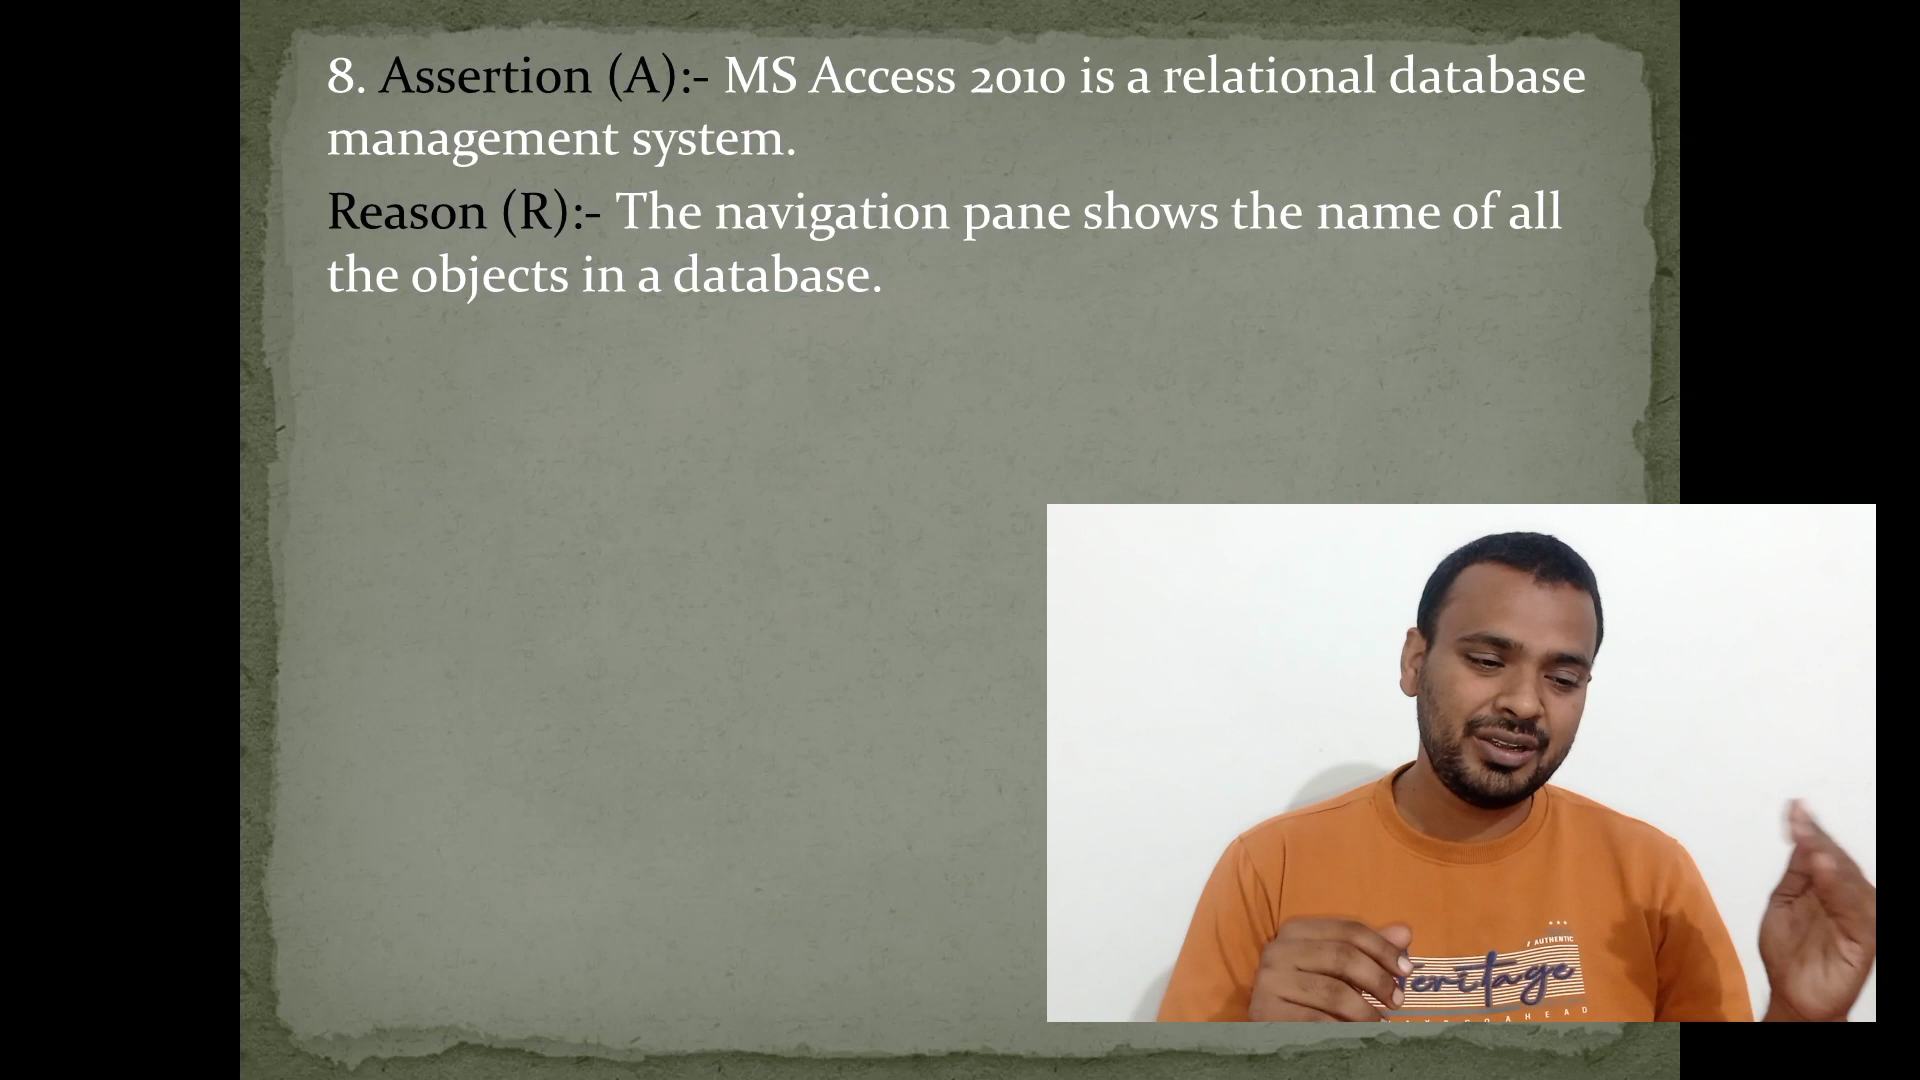 8. Assertion (A):- MS Access 2010 is a relational database
management system.
Reason (R):- The navigation pane shows the name of all
the objects in a database.
AUTHENTIC
Heritage